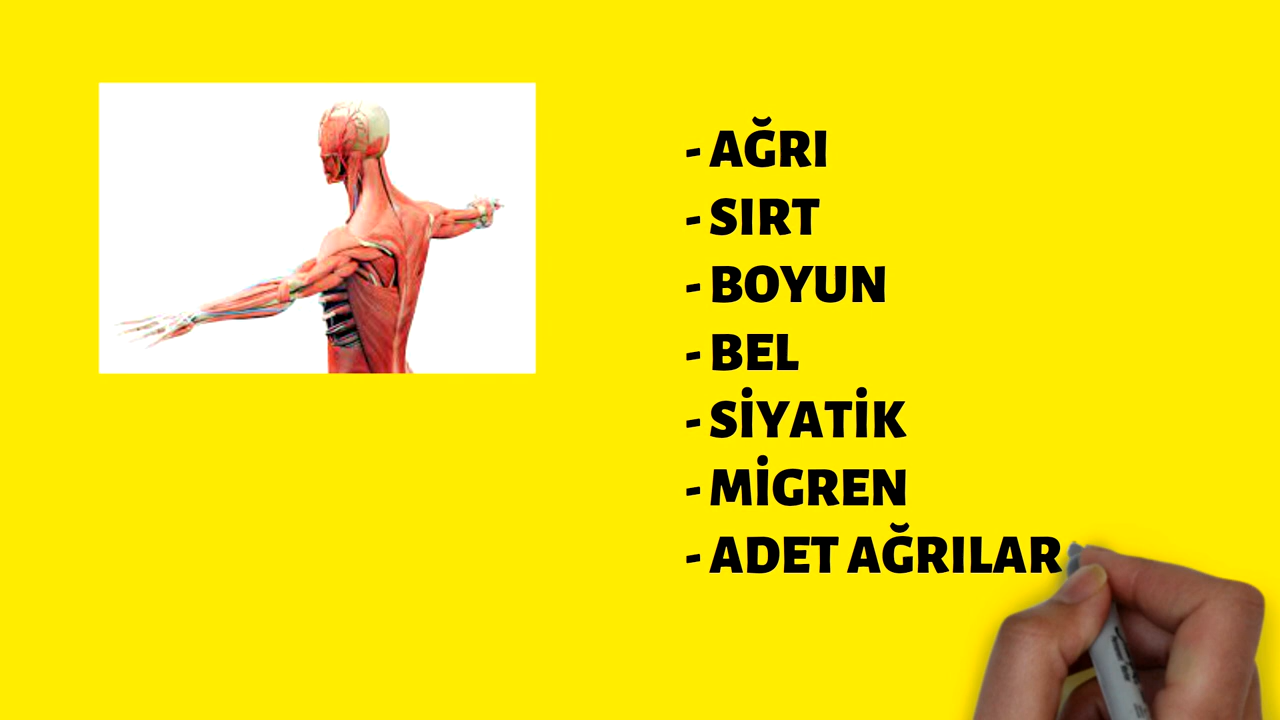 - AĞRI
- SIRT
- BOYUN
- BEL
- SİYATİK
- MİGREN
- ADET AĞRILAR